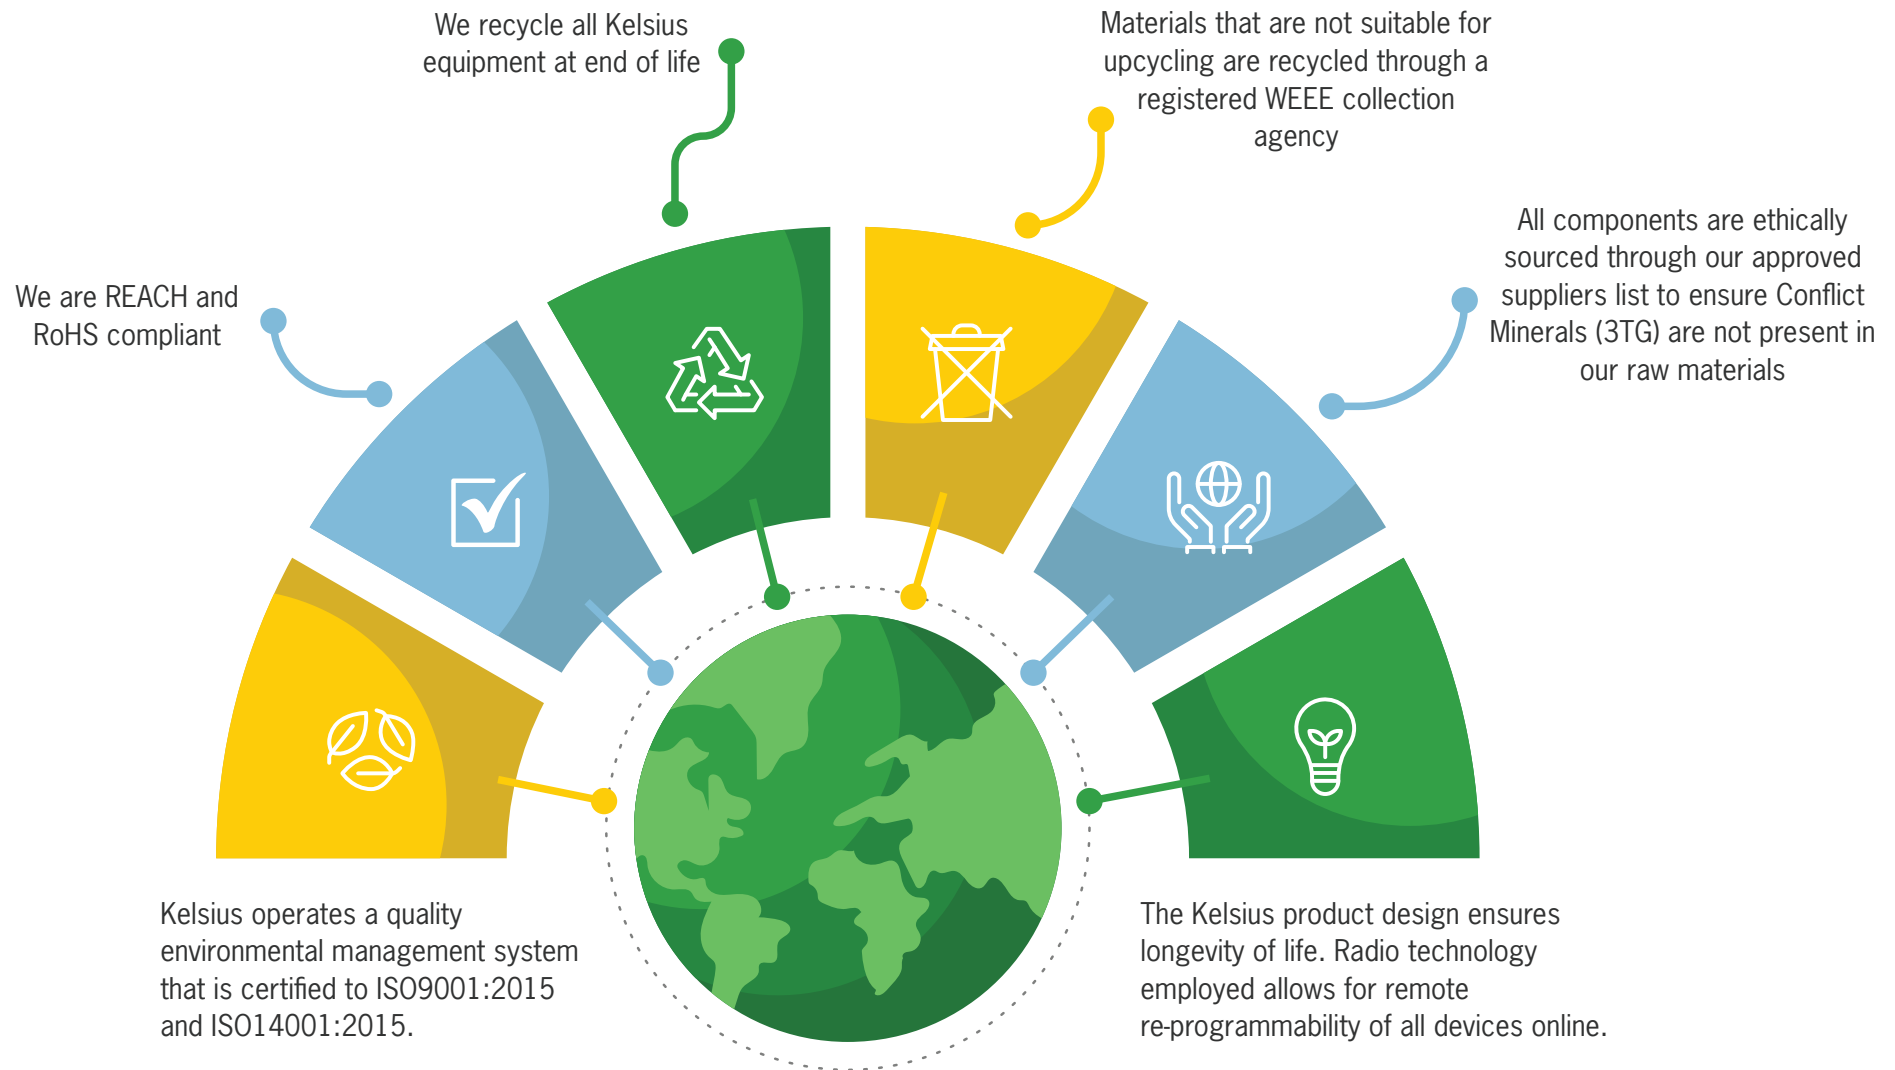 We recycle all Kelsius
equipment at end of life
Materials that are not suitable for
upcycling are recycled through a
registered WEEE collection
agency
All components are ethically
sourced through our approved
suppliers list to ensure Conflict
Minerals (3TG) are not present in
our raw materials
We are REACH and
RoHS compliant
Kelsius operates a quality
environmental management system
that is certified to ISO9001:2015
and ISO14001:2015.
The Kelsius product design ensures
longevity of life. Radio technology
employed allows for remote
re-programmability of all devices online.